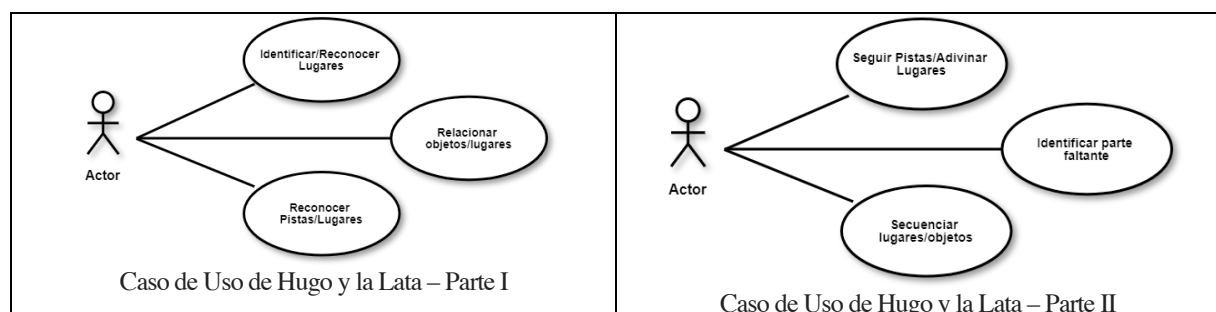 Identificar/Reconocer
Lugares
Relacionar
objetos/lugares
Actor
Reconocer
Pistas/Lugares
Caso de Uso de Hugo y la Lata – Parte I
Seguir Pistas/Adivinar
Lugares
Identificar parte
faltante
Actor
Secuenciar
lugares/objetos
Caso de Uso de Hugo y la Lata – Parte II